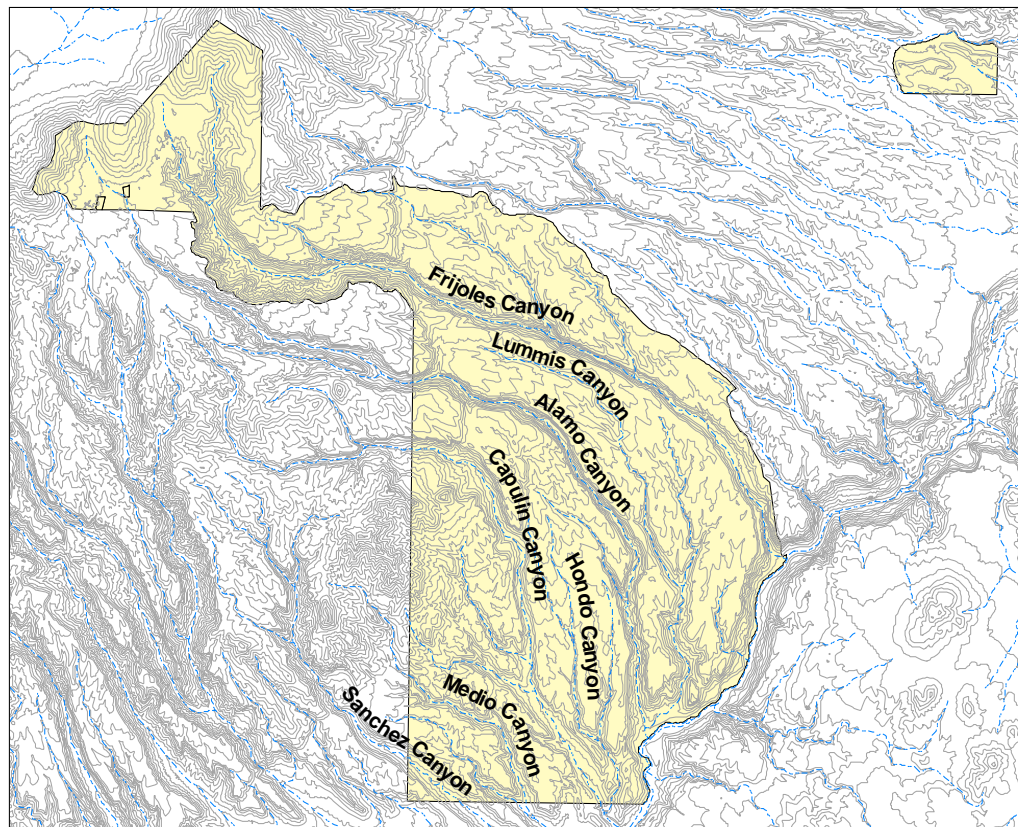 Frijoles Canyon
Lummis Canyon
Alamo Canyon
Capulin Canyon
Hondo Canyon
Medio Canyon
Sanchez Canyon